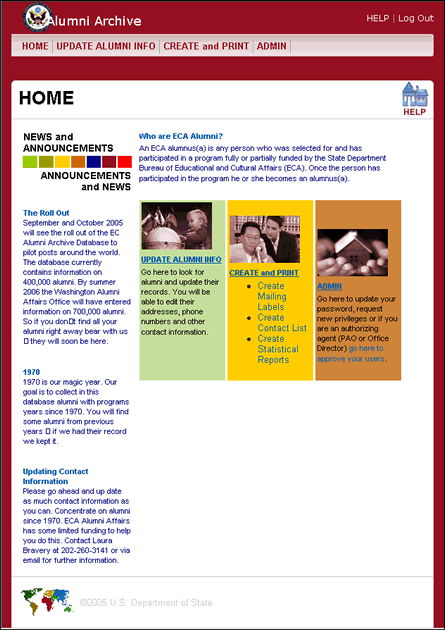 Alumni Archive
HELP | Log Out
HOME UPDATE ALUMNI INFO CREATE and PRINT ADMIN
HOME
HELP
NEWS and
ANNOUNCEMENTS
ANNOUNCEMENTS
and NEWS
The Roll Out
September and October 2005
will see the roll out of the EC
Alumni Archive Database to
pilot posts around the world.
The database currently
contains information on
400,000 alumni. By summer
2006 the Washington Alumni
Affairs Office will have entered
information on 700,000 alumni.
So if you don□t find all your
alumni right away bear with us
□ they will soon be here.
1970
1970 is our magic year. Our
goal is to collect in this
database alumni with programs
years since 1970. You will find
some alumni from previous
years □ if we had their record
we kept it.
Updating Contact
Information
Please go ahead and up date
as much contact information as
you can. Concentrate on alumni
since 1970. ECA Alumni Affairs
has some limited funding to help
you do this. Contact Laura
Bravery at 202-260-3141 or via
email for further information.
Who are ECA Alumni?
An ECA alumnus(a) is any person who was selected for and has
participated in a program fully or partially funded by the State Department
Bureau of Educational and Cultural Affairs (ECA). Once the person has
participated in the program he or she becomes an alumnus(a).
UPDATE ALUMNI INFO
Go here to look for
alumni and update their
records. You will be
able to edit their
addresses, phone
numbers and other
contact information.
CREATE and PRINT
• Create
Mailing
Labels
• Create
Contact List
• Create
Statistical
Reports
ADMIN
Go here to update your
password, request
new privileges or if you
are an authorizing
agent (PAO or Office
Director) go here to
approve your users.
©2005 U.S. Department of State